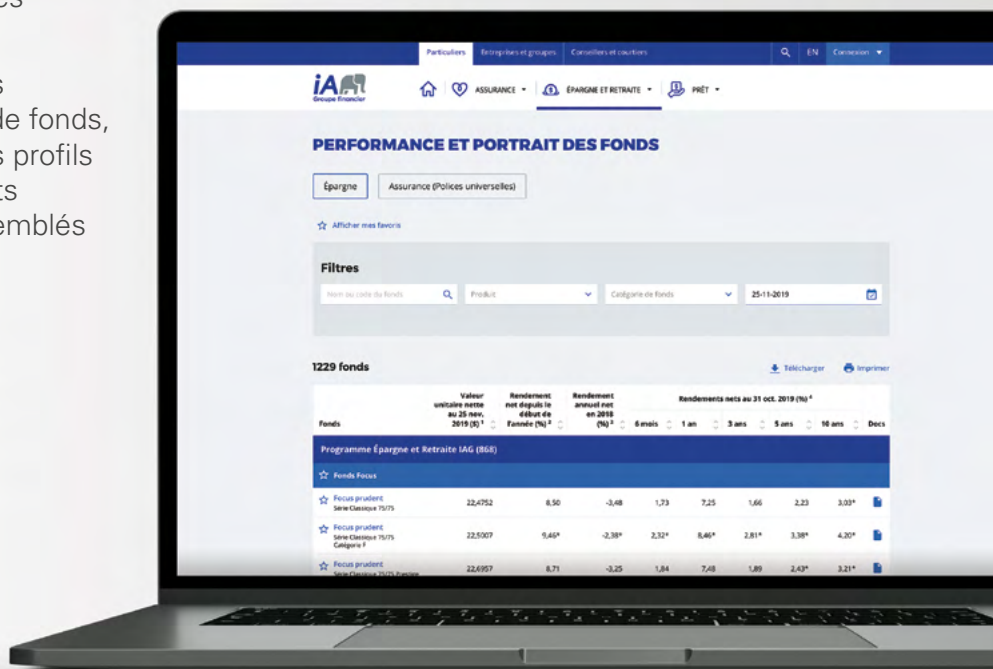 es
s
de fonds,
s profils
ts
emblés
Particuliers Entreprises et groupes Conseillers et courtiers EN Connexion
iA
Groupe financier
ASSURANCE ÉPARGNE ET RETRAITE PRÊT
PERFORMANCE ET PORTRAIT DES FONDS
Épargne Assurance (Polices universelles)
Afficher mes favoris
Filtres
Nom ou code du fonds Produit Catégorie de fonds 25-11-2019
1229 fonds Télécharger Imprimer
Fonds Valeur unitaire nette au 25 nov. 2019 ($) ¹ Rendement net depuis le début de l'année (%) ² Rendement annuel net en 2018 (%) ³ Rendements nets au 31 oct. 2019 (%) ⁴
6 mois 1 an 3 ans 5 ans 10 ans Docs
Programme Épargne et Retraite IAG (868)
Fonds Focus
Focus prudent 22,4752 8,50 -3,48 1,73 7,25 1,66 2,23 3,03*
Série Classique 75/75
Focus prudent 22,5007 9,46* -2,38* 2,32* 8,46* 2,81* 3,38* 4,20*
Série Classique 75/75
Catégorie F
Focus prudent 22,6957 8,71 -3,25 1,84 7,48 1,89 2,43* 3,21*
Série Classique 75/75 Prestige